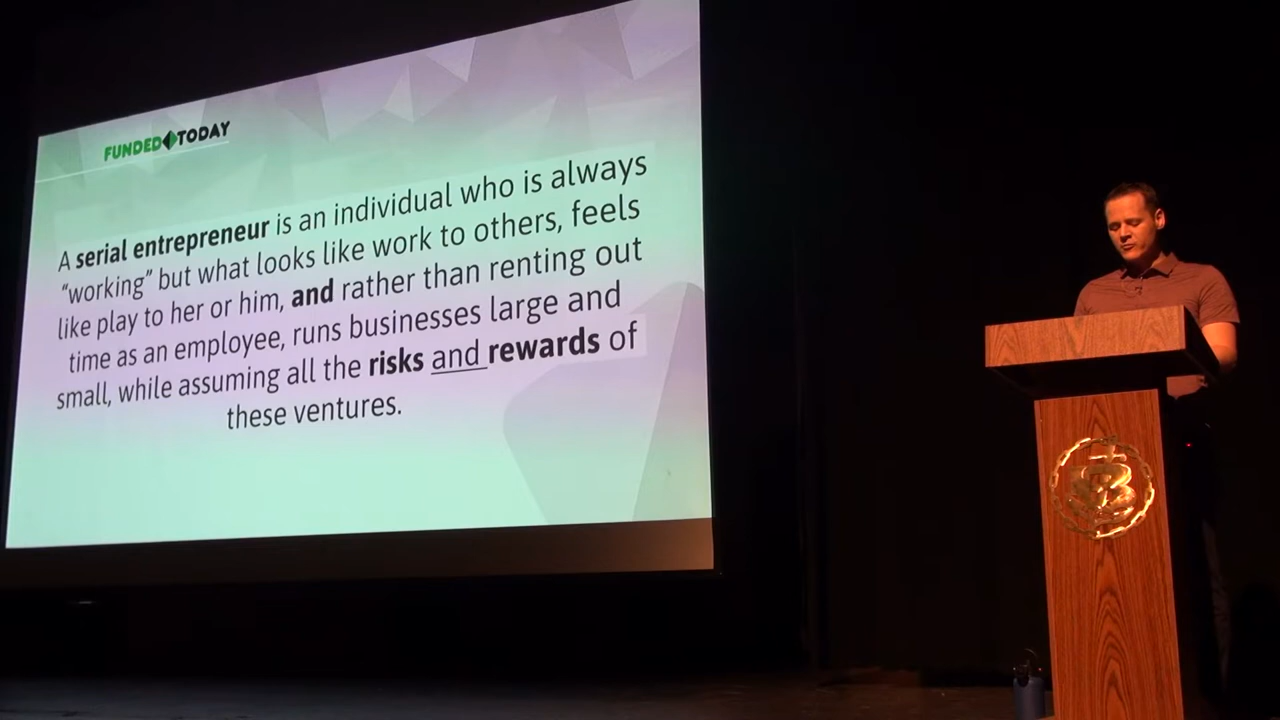 FUNDED TODAY
A serial entrepreneur is an individual who is always
“working” but what looks like work to others, feels
like play to her or him, and rather than renting out
time as an employee, runs businesses large and
small, while assuming all the risks and rewards of
these ventures.